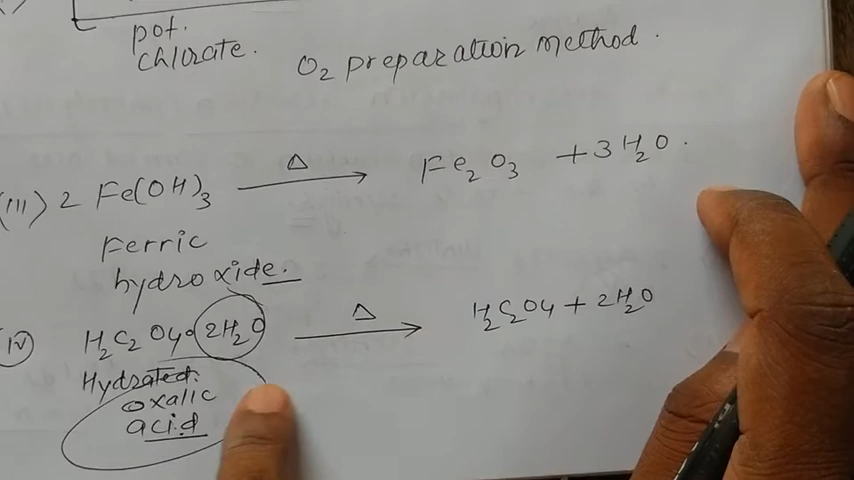 pot.
chlorate.
O₂ preparation method.
(III) 2 Fe(OH)₃ —Δ→ Fe₂O₃ + 3H₂O.
Ferric
hydroxide.
(IV) H₂C₂O₄·2H₂O —Δ→ H₂C₂O₄ + 2H₂O
Hydrated
oxalic
acid